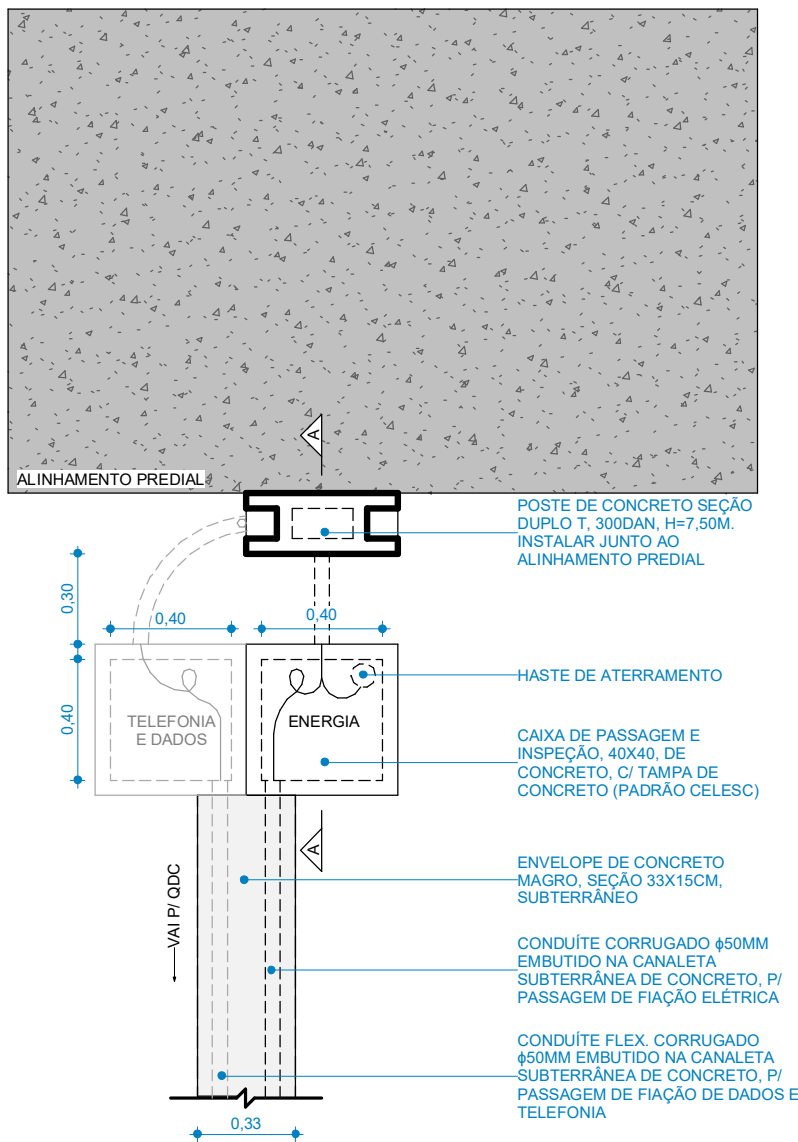 A
ALINHAMENTO PREDIAL
POSTE DE CONCRETO SEÇÃO
DUPLO T, 300DAN, H=7,50M.
INSTALAR JUNTO AO
ALINHAMENTO PREDIAL
0,30
0,40
0,40
HASTE DE ATERRAMENTO
0,40
TELEFONIA
E DADOS
ENERGIA
CAIXA DE PASSAGEM E
INSPEÇÃO, 40X40, DE
CONCRETO, C/ TAMPA DE
CONCRETO (PADRÃO CELESC)
A
VAI P/ QDC
ENVELOPE DE CONCRETO
MAGRO, SEÇÃO 33X15CM,
SUBTERRÂNEO
CONDUÍTE CORRUGADO ϕ50MM
EMBUTIDO NA CANALETA
SUBTERRÂNEA DE CONCRETO, P/
PASSAGEM DE FIAÇÃO ELÉTRICA
CONDUÍTE FLEX. CORRUGADO
ϕ50MM EMBUTIDO NA CANALETA
SUBTERRÂNEA DE CONCRETO, P/
PASSAGEM DE FIAÇÃO DE DADOS E
TELEFONIA
0,33